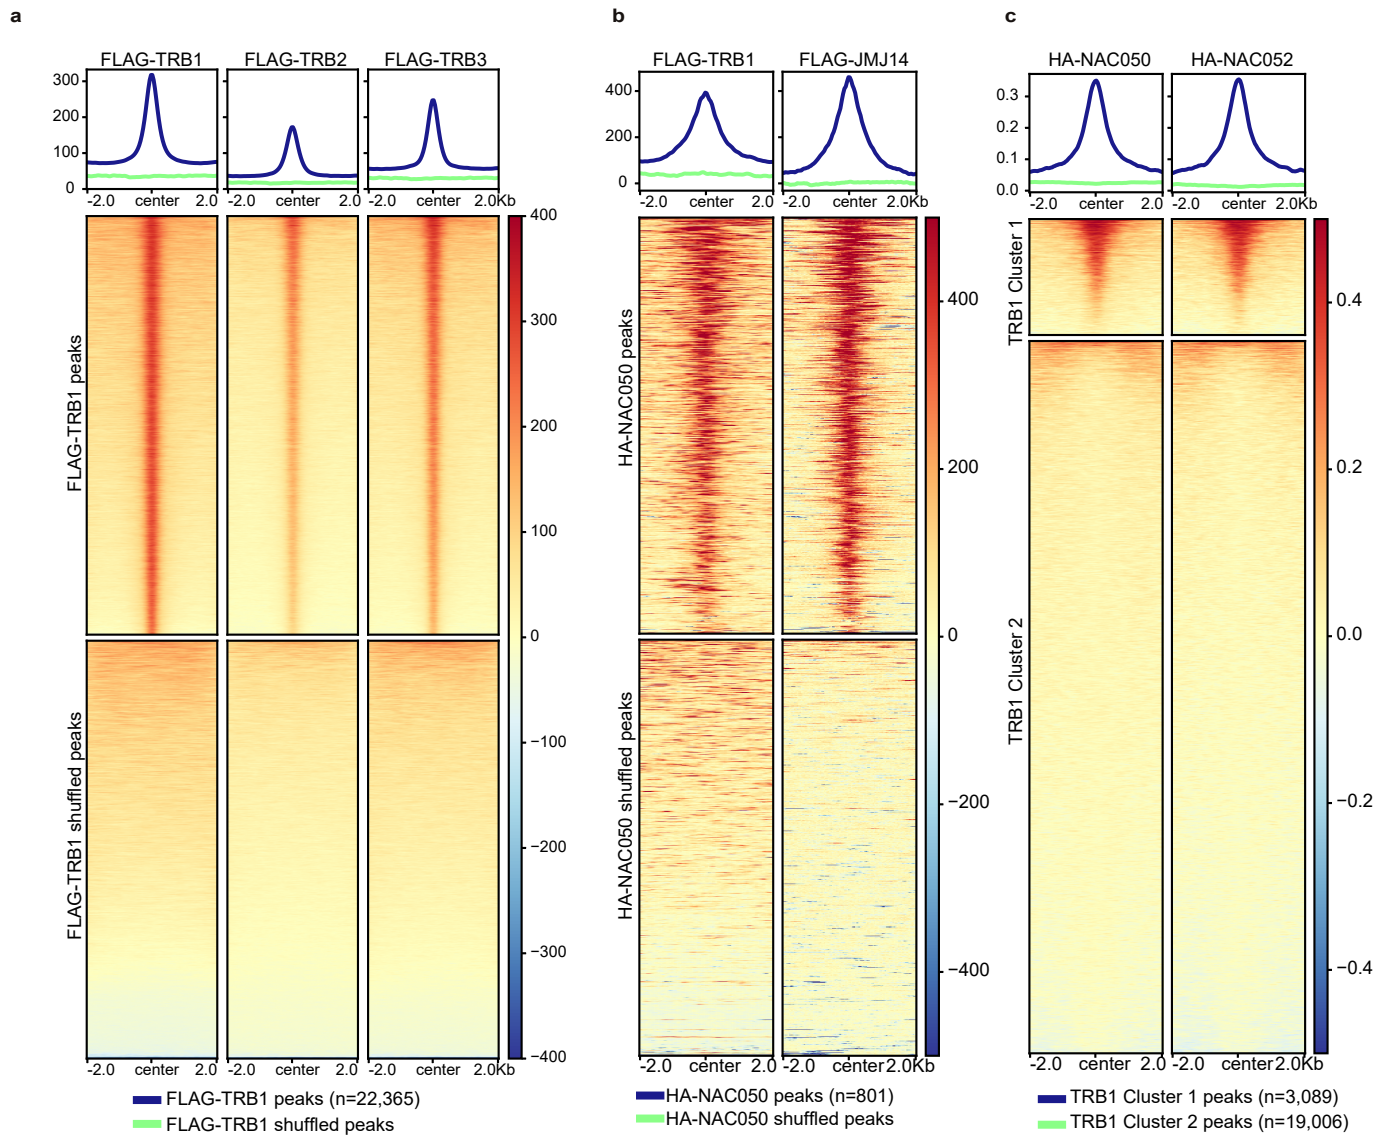 a
FLAG-TRB1 FLAG-TRB2 FLAG-TRB3
300
200
100
0
-2.0 center 2.0 -2.0 center 2.0 -2.0 center 2.0Kb
FLAG-TRB1 peaks
FLAG-TRB1 shuffled peaks
400
300
200
100
0
−100
−200
−300
−400
-2.0 center 2.0 -2.0 center 2.0 -2.0 center 2.0Kb
FLAG-TRB1 peaks (n=22,365)
FLAG-TRB1 shuffled peaks
b
FLAG-TRB1 FLAG-JMJ14
400
200
0
-2.0 center 2.0 -2.0 center 2.0Kb
HA-NAC050 peaks
HA-NAC050 shuffled peaks
400
200
0
−200
−400
-2.0 center 2.0 -2.0 center 2.0Kb
HA-NAC050 peaks (n=801)
HA-NAC050 shuffled peaks
c
HA-NAC050 HA-NAC052
0.3
0.2
0.1
0.0
-2.0 center 2.0 -2.0 center 2.0Kb
TRB1 Cluster 1
TRB1 Cluster 2
0.4
0.2
0.0
−0.2
−0.4
-2.0 center 2.0 -2.0 center 2.0Kb
TRB1 Cluster 1 peaks (n=3,089)
TRB1 Cluster 2 peaks (n=19,006)